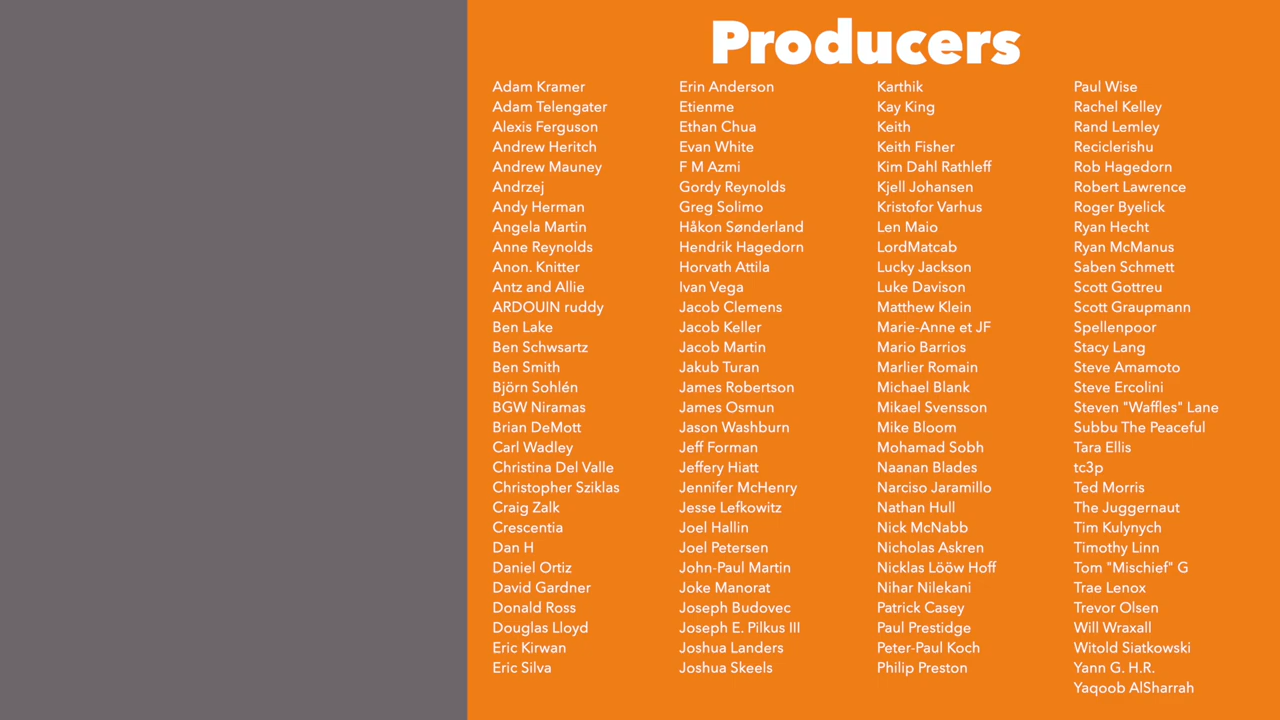 Producers
Adam Kramer
Adam Telengater
Alexis Ferguson
Andrew Heritch
Andrew Mauney
Andrzej
Andy Herman
Angela Martin
Anne Reynolds
Anon. Knitter
Antz and Allie
ARDOUIN ruddy
Ben Lake
Ben Schwsartz
Ben Smith
Björn Sohlén
BGW Niramas
Brian DeMott
Carl Wadley
Christina Del Valle
Christopher Sziklas
Craig Zalk
Crescentia
Dan H
Daniel Ortiz
David Gardner
Donald Ross
Douglas Lloyd
Eric Kirwan
Eric Silva
Erin Anderson
Etienme
Ethan Chua
Evan White
F M Azmi
Gordy Reynolds
Greg Solimo
Håkon Sønderland
Hendrik Hagedorn
Horvath Attila
Ivan Vega
Jacob Clemens
Jacob Keller
Jacob Martin
Jakub Turan
James Robertson
James Osmun
Jason Washburn
Jeff Forman
Jeffery Hiatt
Jennifer McHenry
Jesse Lefkowitz
Joel Hallin
Joel Petersen
John-Paul Martin
Joke Manorat
Joseph Budovec
Joseph E. Pilkus III
Joshua Landers
Joshua Skeels
Karthik
Kay King
Keith
Keith Fisher
Kim Dahl Rathleff
Kjell Johansen
Kristofor Varhus
Len Maio
LordMatcab
Lucky Jackson
Luke Davison
Matthew Klein
Marie-Anne et JF
Mario Barrios
Marlier Romain
Michael Blank
Mikael Svensson
Mike Bloom
Mohamad Sobh
Naanan Blades
Narciso Jaramillo
Nathan Hull
Nick McNabb
Nicholas Askren
Nicklas Lööw Hoff
Nihar Nilekani
Patrick Casey
Paul Prestidge
Peter-Paul Koch
Philip Preston
Paul Wise
Rachel Kelley
Rand Lemley
Reciclerishu
Rob Hagedorn
Robert Lawrence
Roger Byelick
Ryan Hecht
Ryan McManus
Saben Schmett
Scott Gottreu
Scott Graupmann
Spellenpoor
Stacy Lang
Steve Amamoto
Steve Ercolini
Steven "Waffles" Lane
Subbu The Peaceful
Tara Ellis
tc3p
Ted Morris
The Juggernaut
Tim Kulynych
Timothy Linn
Tom "Mischief" G
Trae Lenox
Trevor Olsen
Will Wraxall
Witold Siatkowski
Yann G. H.R.
Yaqoob AlSharrah